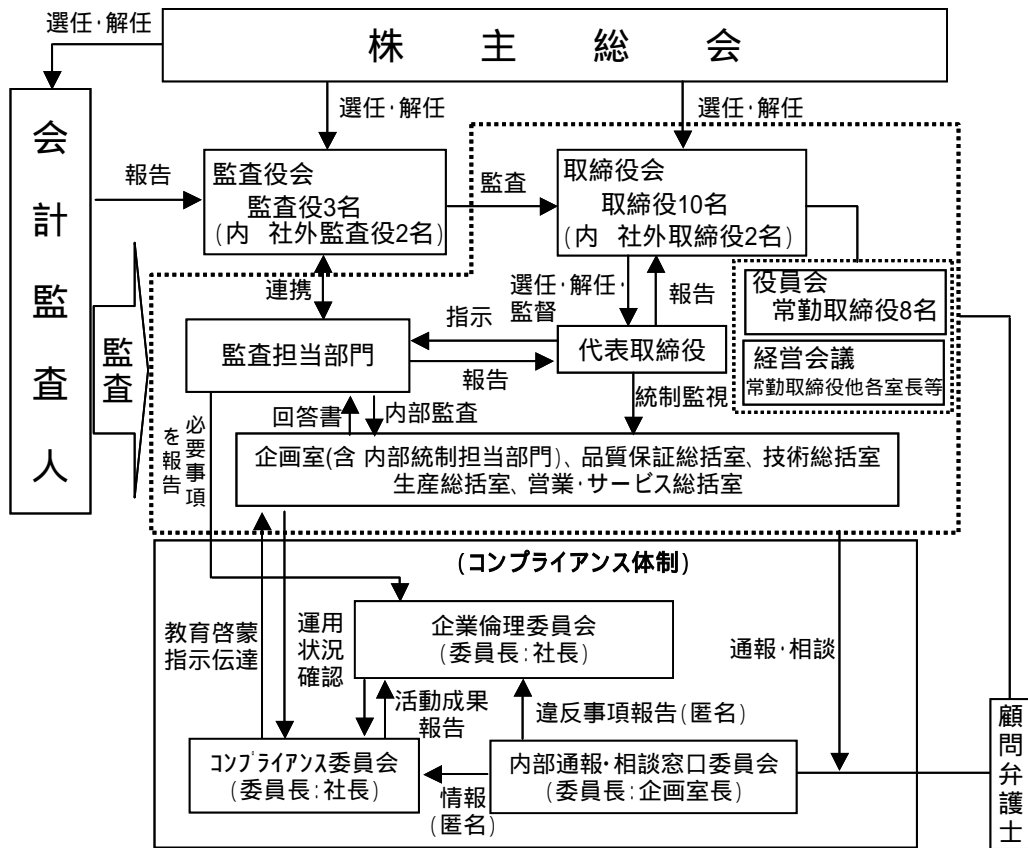 選任･解任
株主総会
会計監査人
選任･解任
選任･解任
報告
監査役会
監査役3名
(内 社外監査役2名)
監査
取締役会
取締役10名
(内 社外取締役2名)
連携
選任･解任･
監督
報告
役員会
常勤取締役8名
経営会議
常勤取締役他各室長等
監査
監査担当部門
指示
報告
代表取締役
回答書
内部監査
統制監視
必要事項
を報告
企画室(含 内部統制担当部門)、品質保証総括室、技術総括室
生産総括室、営業･サービス総括室
(コンプライアンス体制)
教育啓蒙
指示伝達
運用
状況
確認
企業倫理委員会
(委員長:社長)
通報･相談
活動成果
報告
違反事項報告(匿名)
ｺﾝﾌﾟﾗｲｱﾝｽ委員会
(委員長:社長)
情報
(匿名)
内部通報･相談窓口委員会
(委員長:企画室長)
顧問弁護士